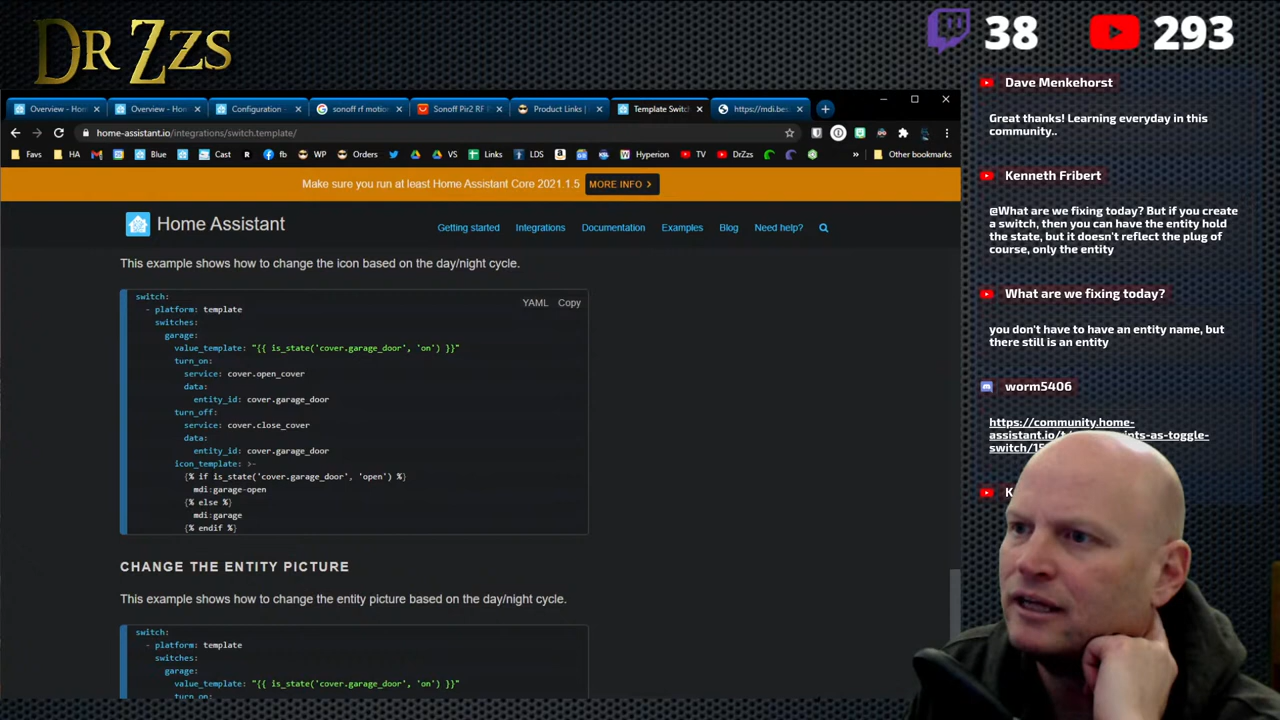 DR ZZS
38
293
Overview - Hom
Overview - Hom
Configuration -
sonoff rf motion
Sonoff Pir2 RF P
Product Links |
Template Switc
https://mdi.bes
home-assistant.io/integrations/switch.template/
Favs
HA
Blue
Cast
fb
WP
Orders
VS
Links
LDS
Hyperion
TV
DrZzs
»
Other bookmarks
Make sure you run at least Home Assistant Core 2021.1.5
MORE INFO >
Home Assistant
Getting started
Integrations
Documentation
Examples
Blog
Need help?
This example shows how to change the icon based on the day/night cycle.
YAML Copy
switch:
- platform: template
switches:
garage:
value_template: "{{ is_state('cover.garage_door', 'on') }}"
turn_on:
service: cover.open_cover
data:
entity_id: cover.garage_door
turn_off:
service: cover.close_cover
data:
entity_id: cover.garage_door
icon_template: >-
{% if is_state('cover.garage_door', 'open') %}
mdi:garage-open
{% else %}
mdi:garage
{% endif %}
CHANGE THE ENTITY PICTURE
This example shows how to change the entity picture based on the day/night cycle.
switch:
- platform: template
switches:
garage:
value_template: "{{ is_state('cover.garage_door', 'on') }}"
turn_on:
Dave Menkehorst
Great thanks! Learning everyday in this
community..
Kenneth Fribert
@What are we fixing today? But if you create
a switch, then you can have the entity hold
the state, but it doesn't reflect the plug of
course, only the entity
What are we fixing today?
you don't have to have an entity name, but
there still is an entity
worm5406
https://community.home-
assistant.io/
-as-toggle-
switch/